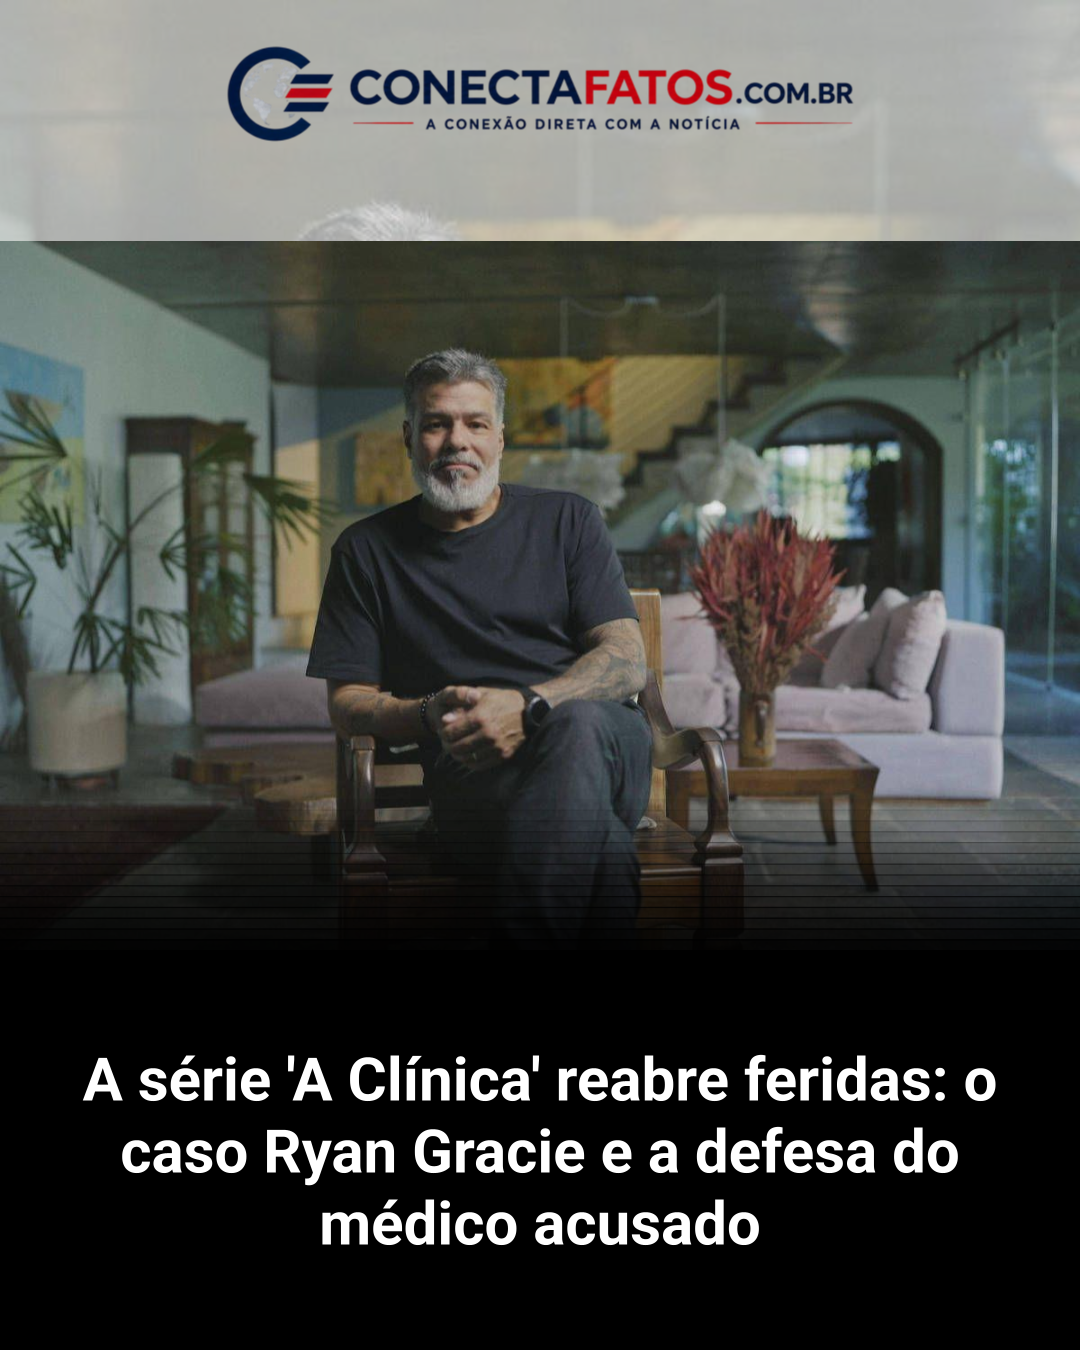 CONECTAFATOS.COM.BR
A CONEXÃO DIRETA COM A NOTÍCIA
A série 'A Clínica' reabre feridas: o
caso Ryan Gracie e a defesa do
médico acusado